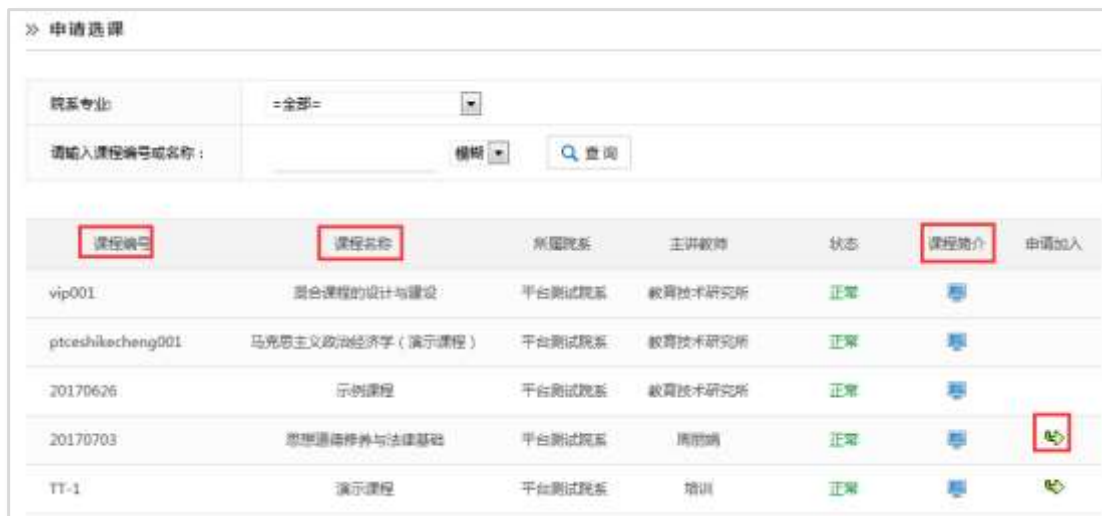 » 申请选课
院系专业: =全部=
请输入课程编号或名称： 模糊 查询
课程编号 课程名称 所属院系 主讲教师 状态 课程简介 申请加入
vip001 混合课程的设计与建设 平台测试院系 教育技术研究所 正常
ptceshikecheng001 马克思主义政治经济学（演示课程） 平台测试院系 教育技术研究所 正常
20170626 示例课程 平台测试院系 教育技术研究所 正常
20170703 思想道德修养与法律基础 平台测试院系 正常
TT-1 演示课程 平台测试院系 培训 正常